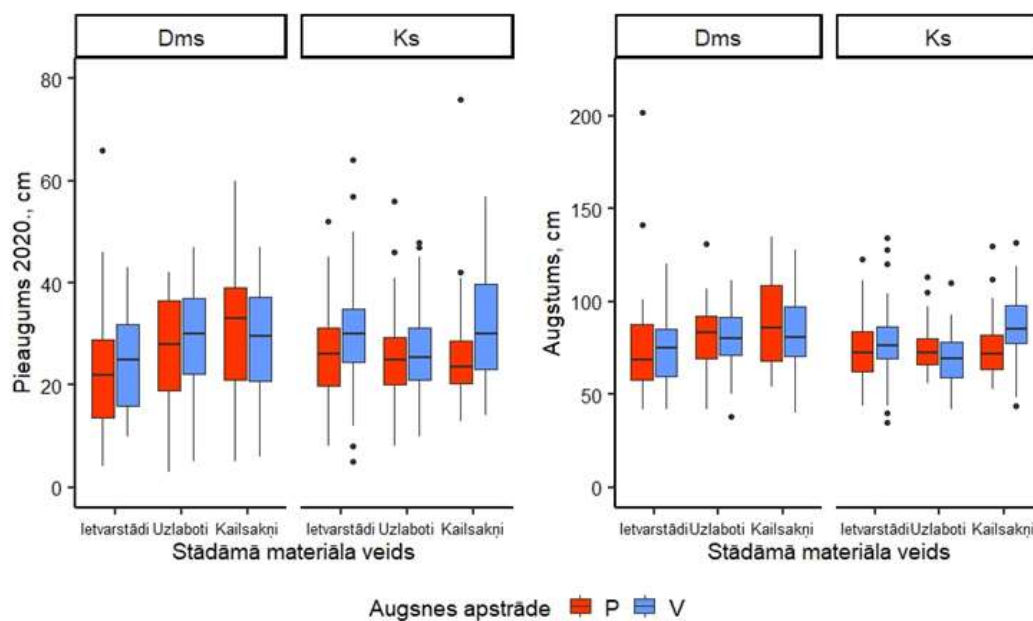 Dms Ks
Pieaugums 2020., cm
80
60
40
20
0
Ietvarstādi Uzlaboti Kailsakņi Ietvarstādi Uzlaboti Kailsakņi
Stādāmā materiāla veids
Dms Ks
Augstums, cm
200
150
100
50
0
Ietvarstādi Uzlaboti Kailsakņi Ietvarstādi Uzlaboti Kailsakņi
Stādāmā materiāla veids
Augsnes apstrāde P V